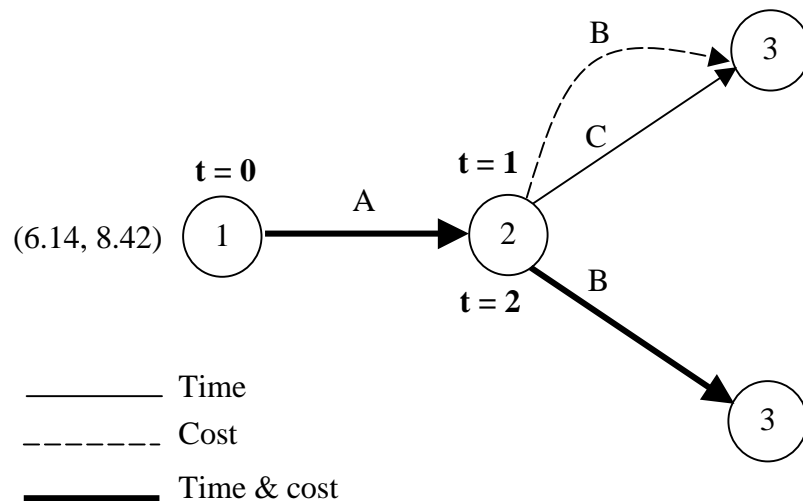 B
3
C
t = 0
t = 1
A
(6.14, 8.42)
1
2
B
t = 2
Time
3
Cost
Time & cost